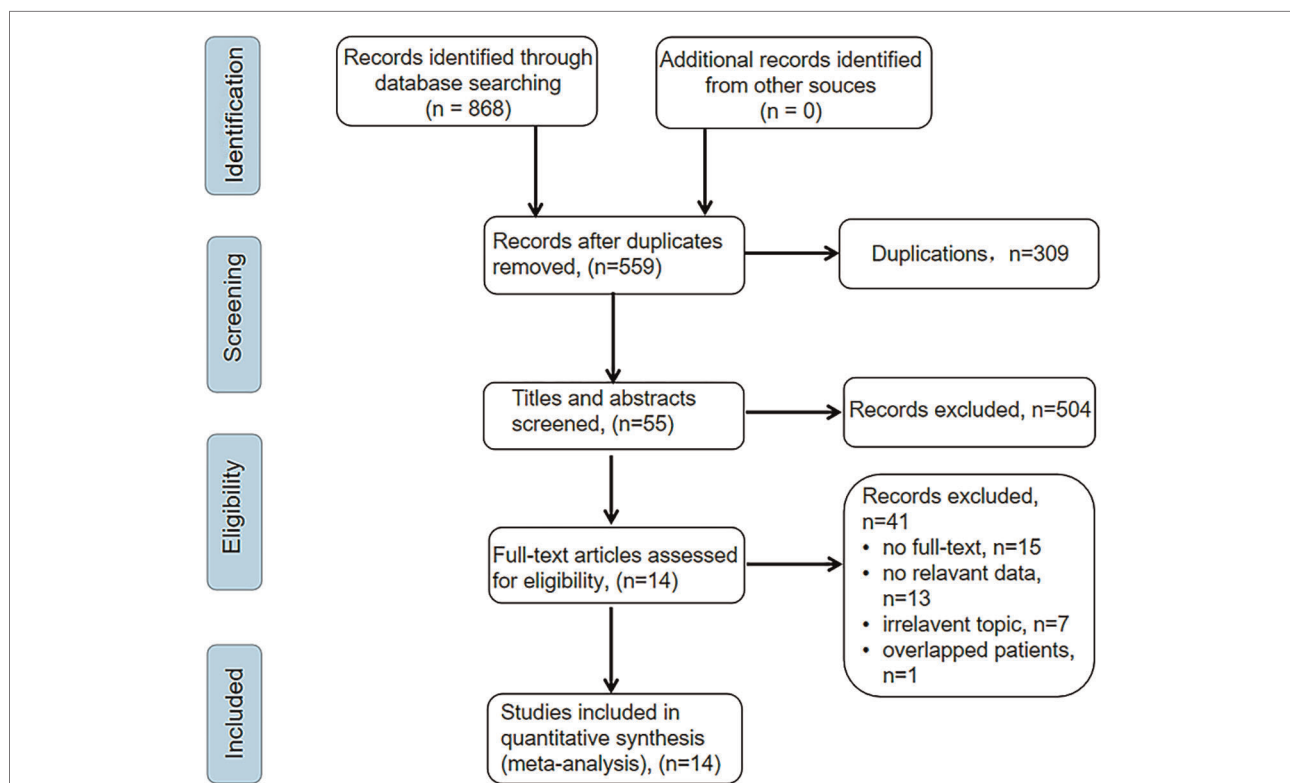 Identification
Records identified through
database searching
(n = 868)
Additional records identified
from other souces
(n = 0)
Screening
Records after duplicates
removed, (n=559)
Duplications，n=309
Titles and abstracts
screened, (n=55)
Records excluded, n=504
Eligibility
Full-text articles assessed
for eligibility, (n=14)
Records excluded,
n=41
• no full-text, n=15
• no relavant data,
n=13
• irrelavent topic, n=7
• overlapped patients,
n=1
Included
Studies included in
quantitative synthesis
(meta-analysis), (n=14)